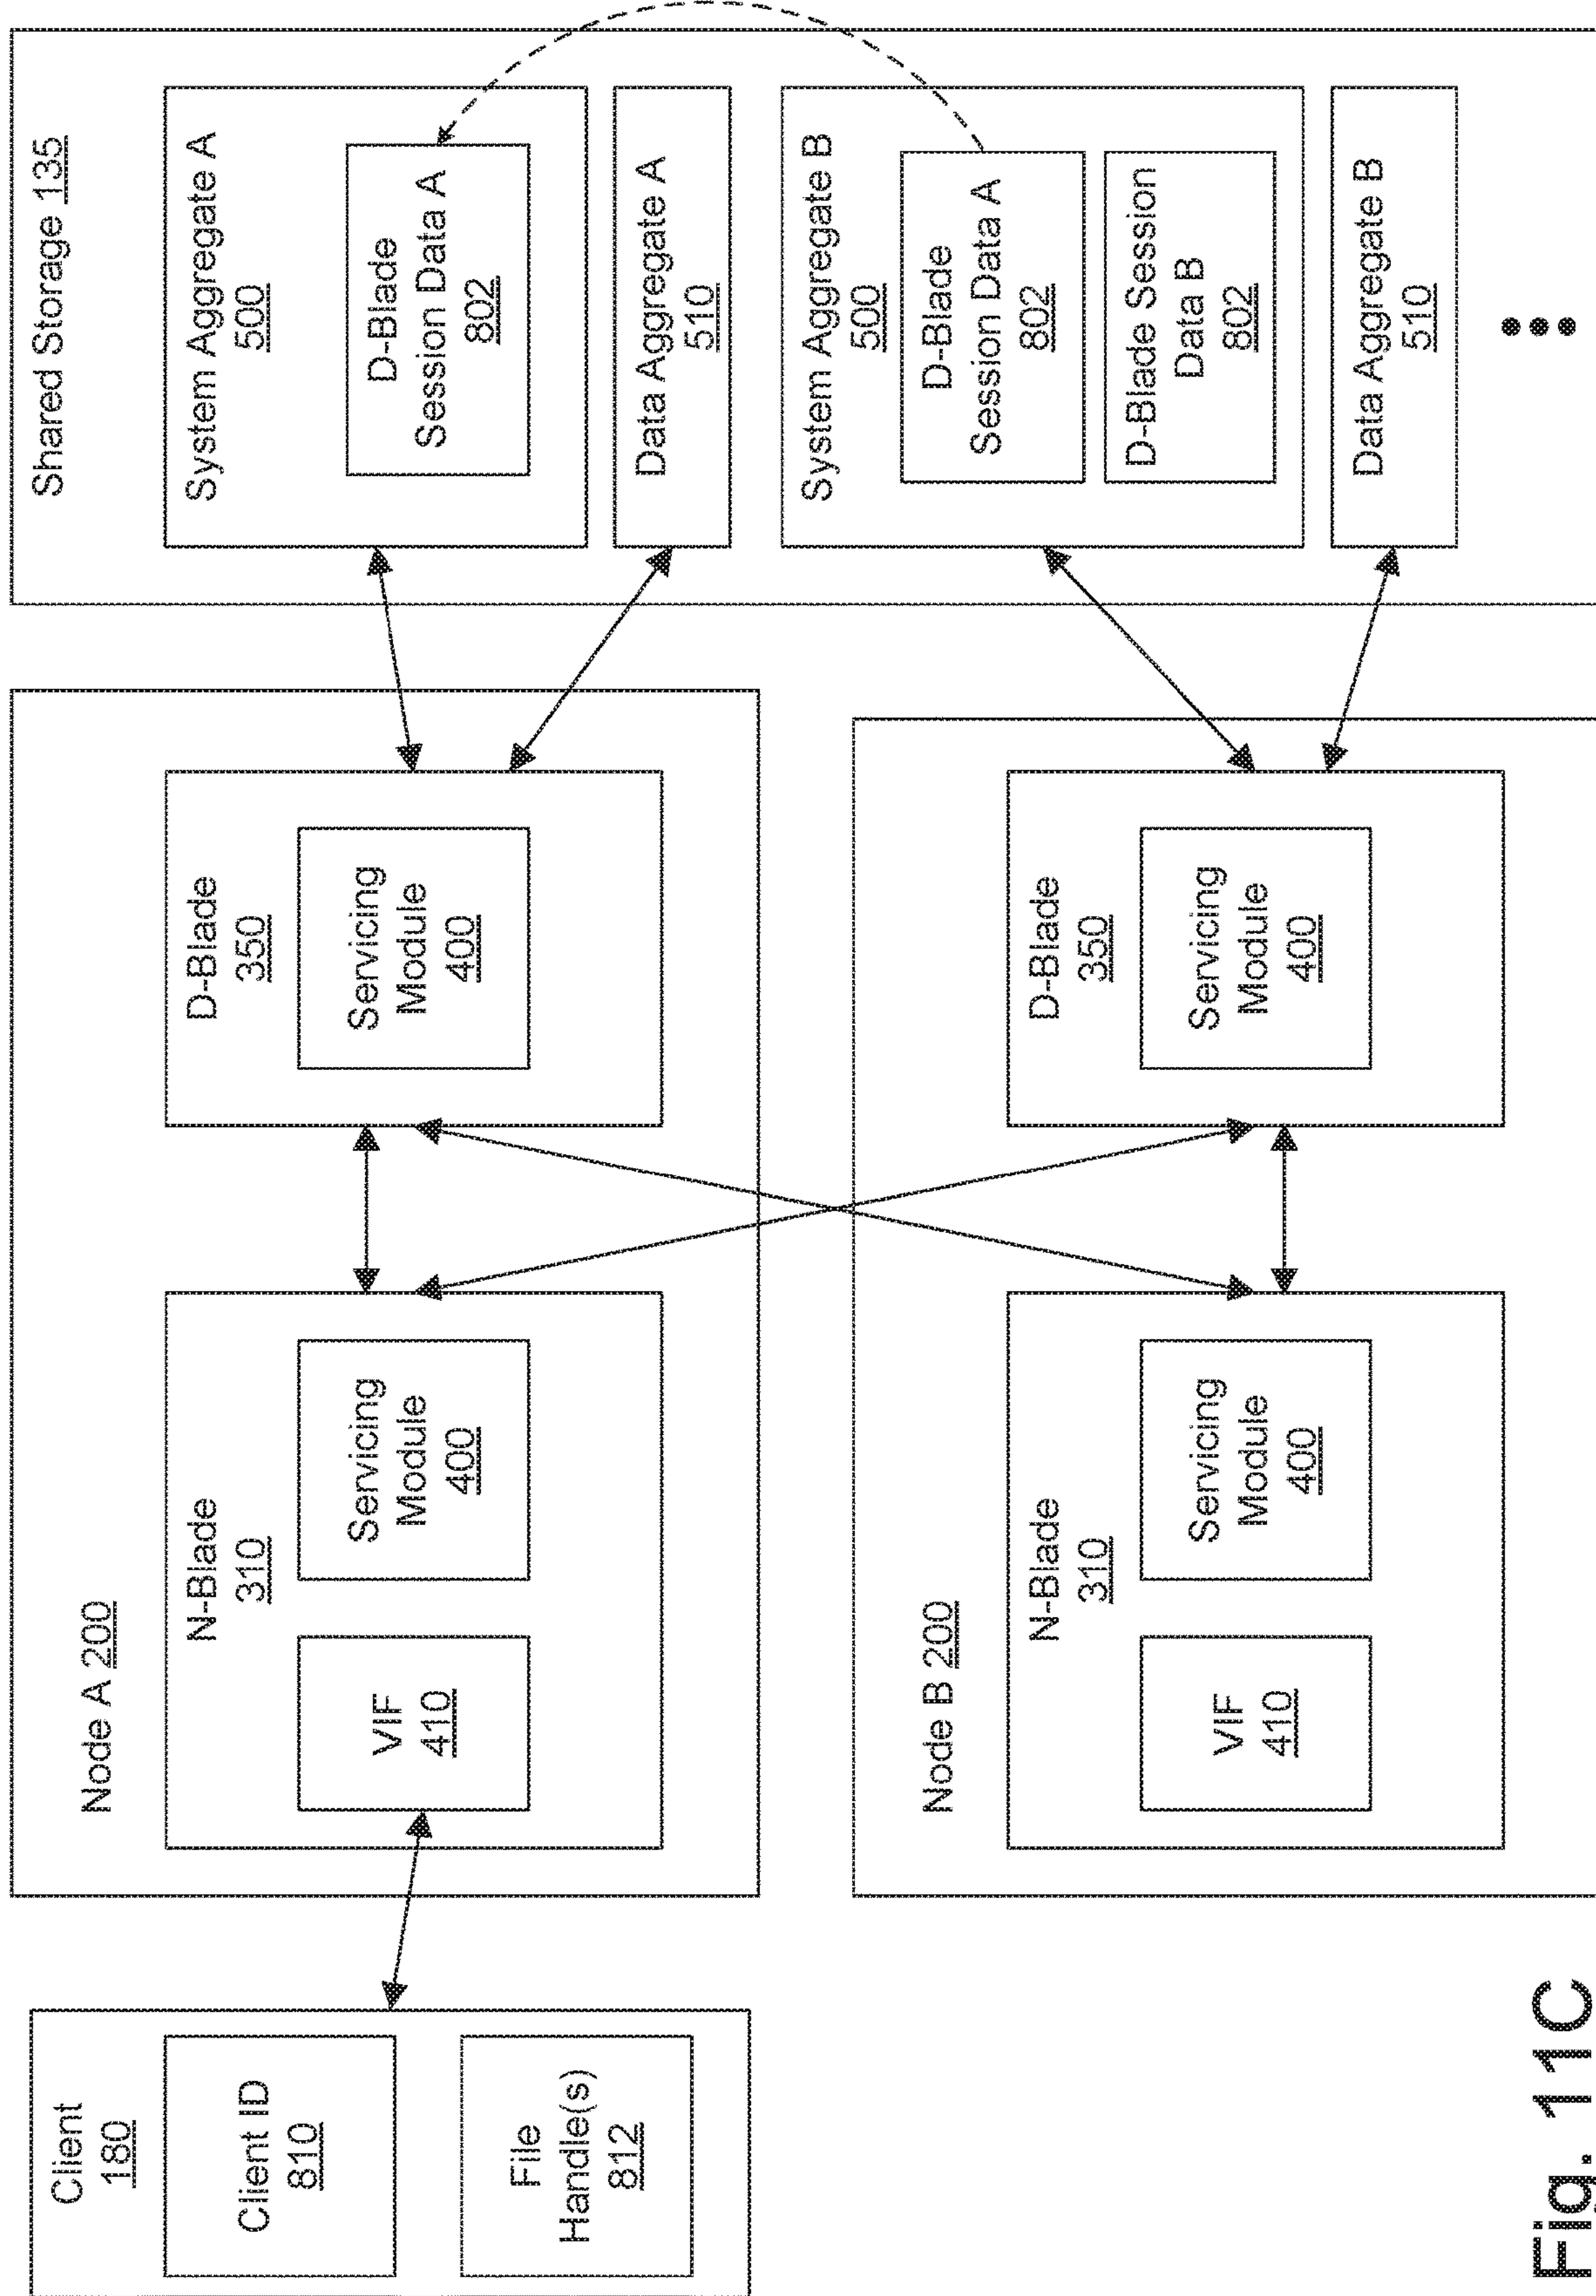 Client
180
Client ID
810
File
Handle(s)
812
Node A 200
N-Blade
310
VIF
410
Servicing
Module
400
D-Blade
350
Servicing
Module
400
Node B 200
N-Blade
310
VIF
410
Servicing
Module
400
D-Blade
350
Servicing
Module
400
Shared Storage 135
System Aggregate A
500
D-Blade
Session Data A
802
Data Aggregate A
510
System Aggregate B
500
D-Blade
Session Data A
802
D-Blade Session
Data B
802
Data Aggregate B
510
Fig. 11C